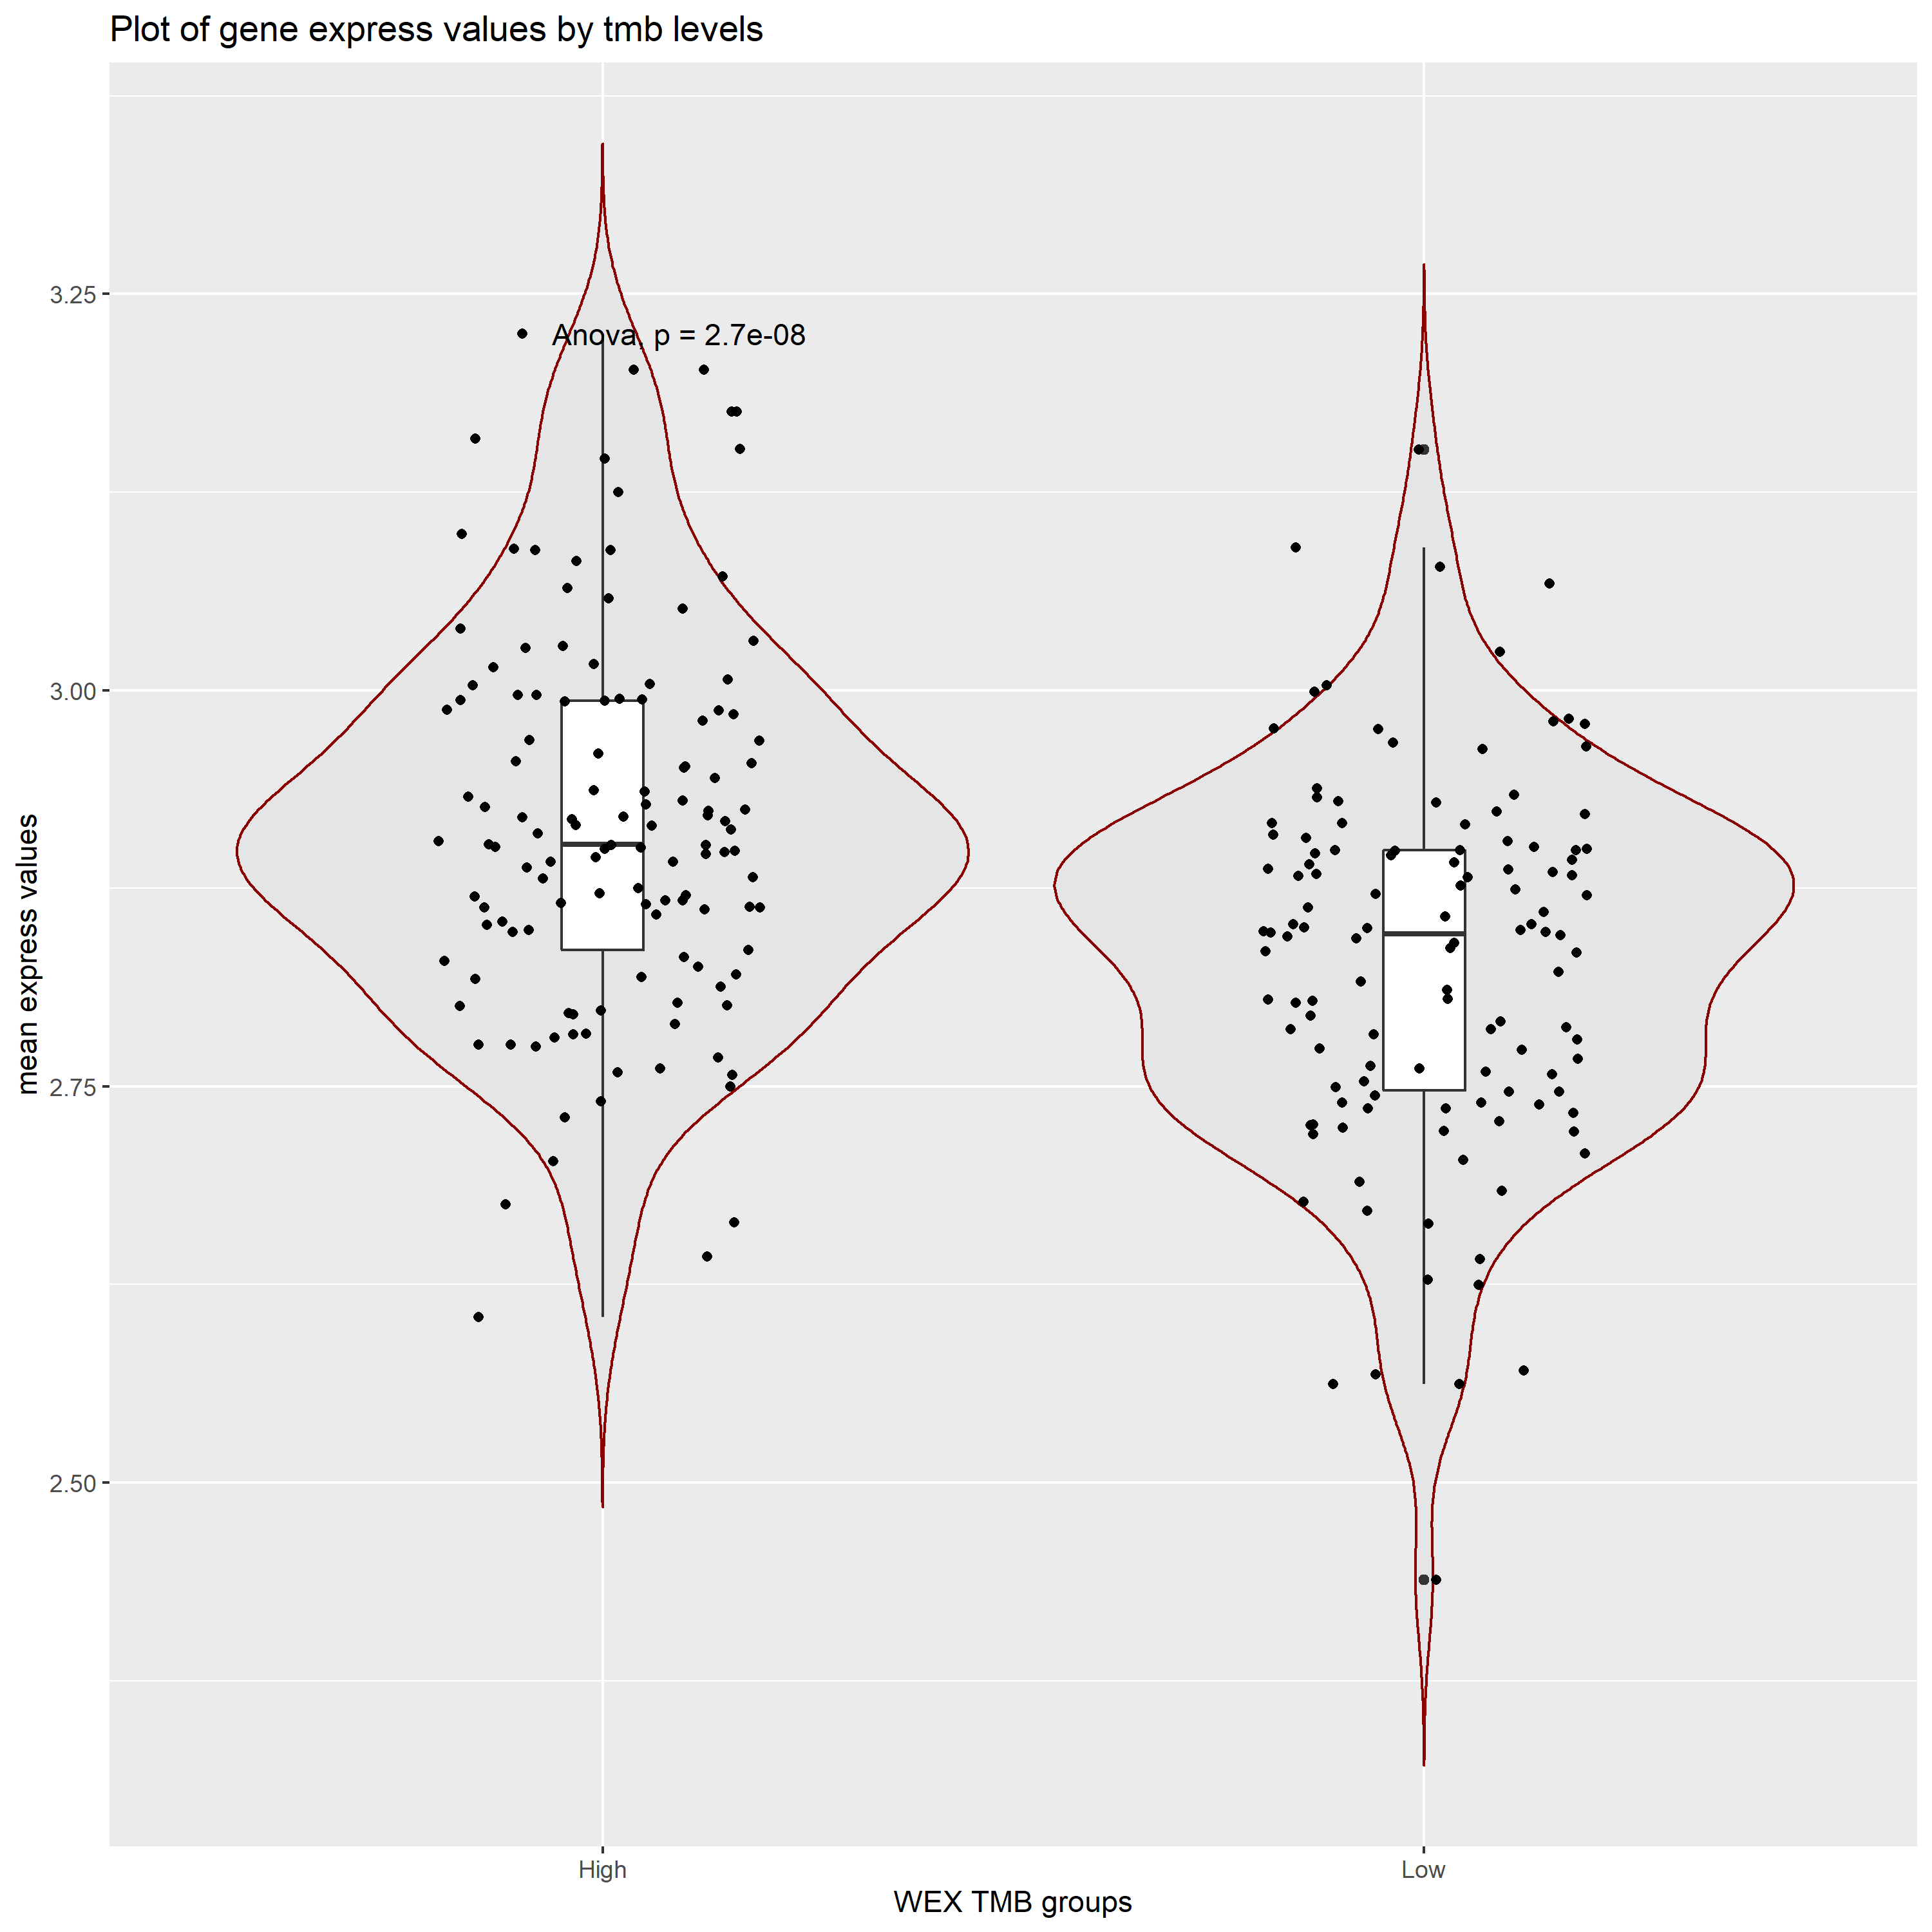 Plot of gene express values by tmb levels
Anova, p = 2.7e-08
3.25
3.00
2.75
2.50
mean express values
High
Low
WEX TMB groups